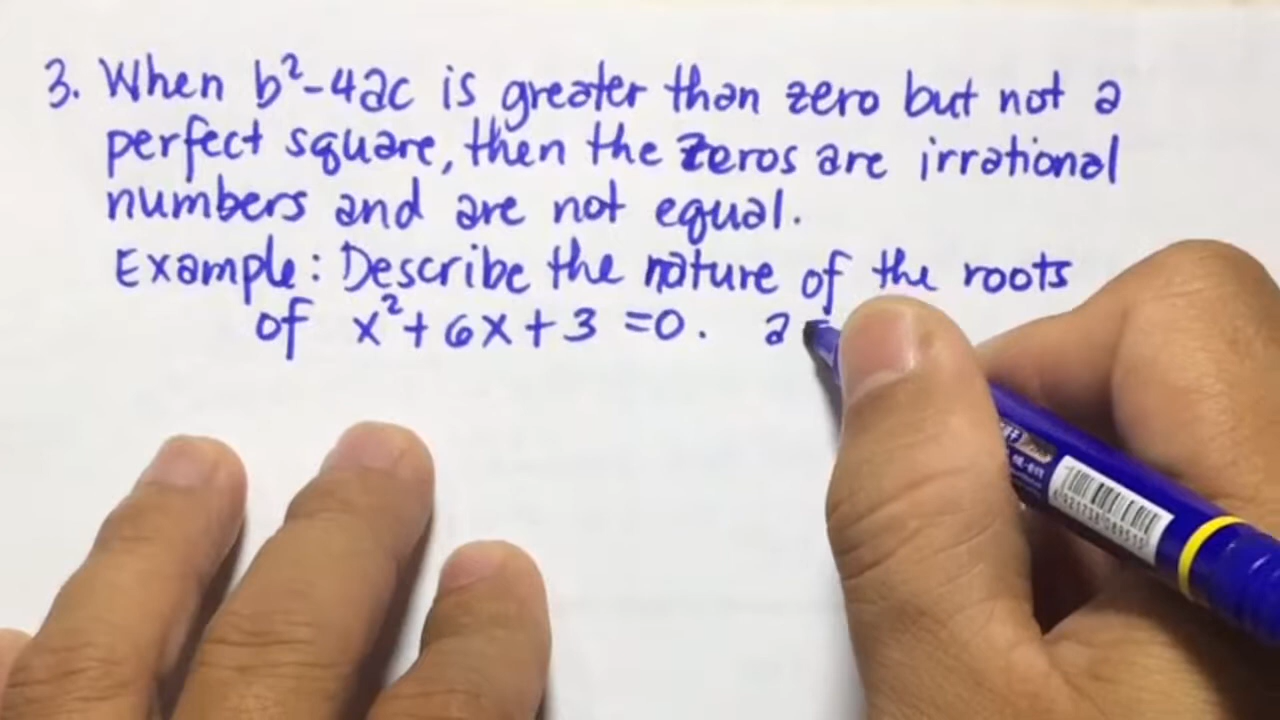 3. When b²-4ac is greater than zero but not a
perfect square, then the zeros are irrational
numbers and are not equal.
Example: Describe the nature of the roots
of x²+6x+3 =0. a